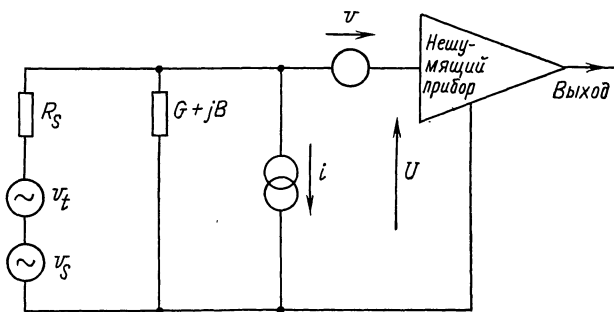 v
Нешу-
мящий
прибор
Выход
R_s
G + jB
i
U
v_t
v_s